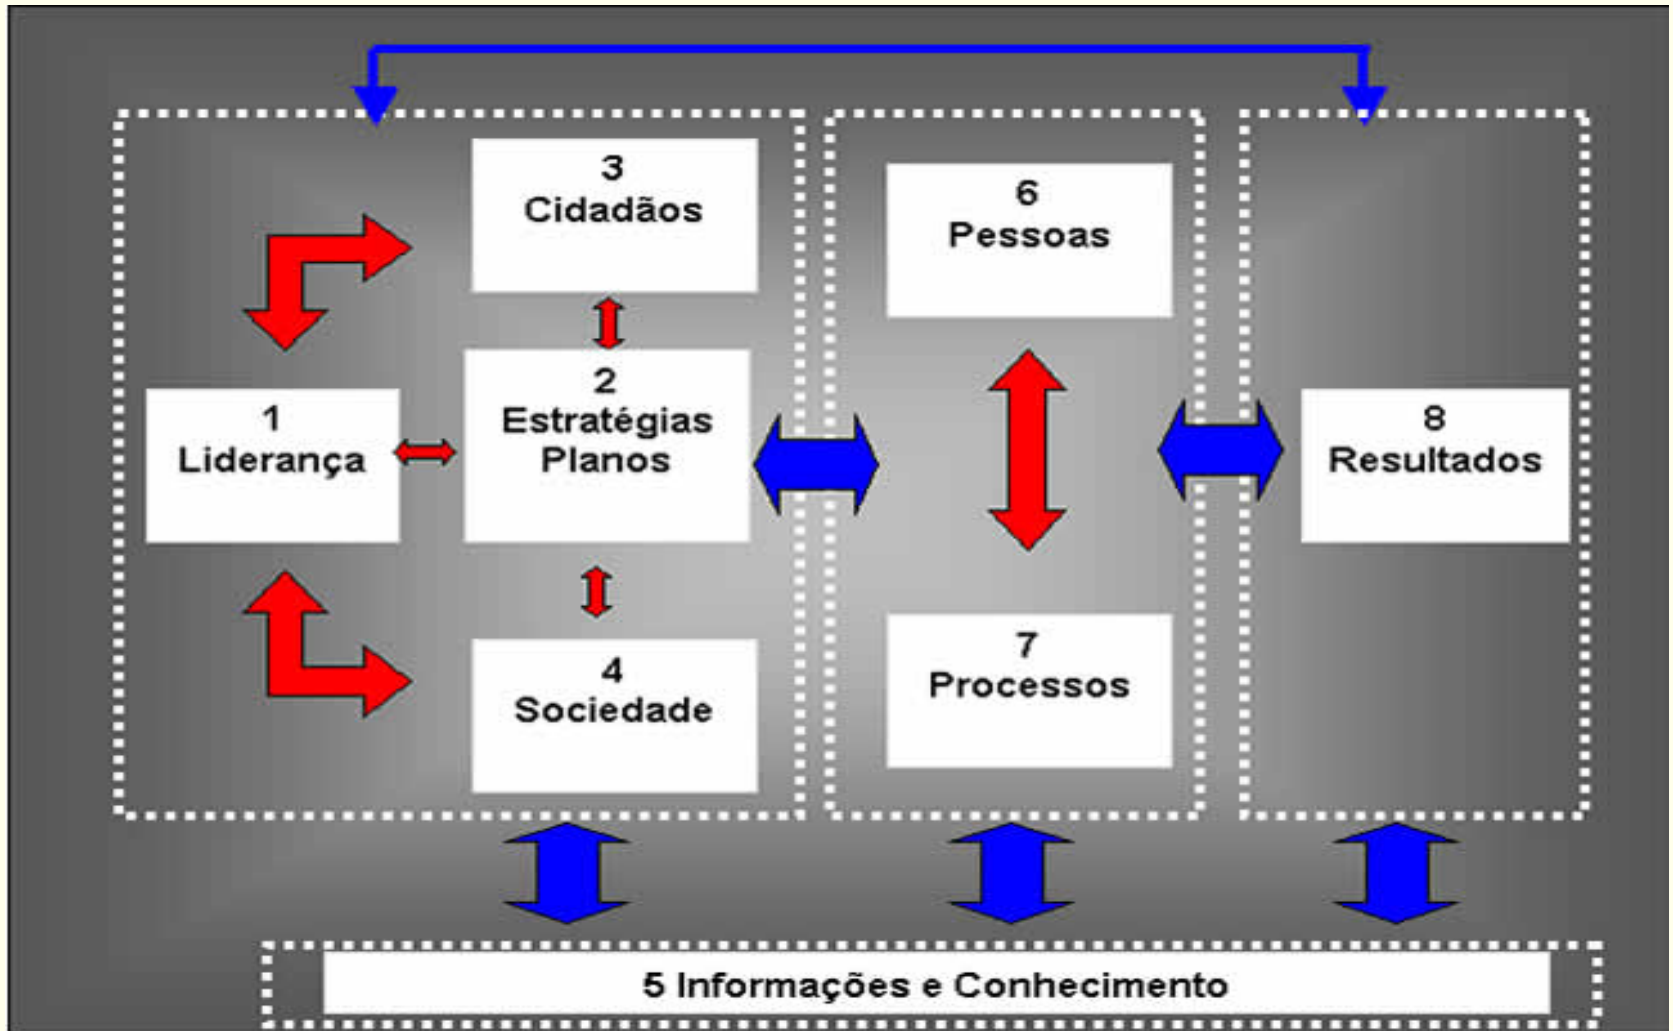 3
Cidadãos
6
Pessoas
1
Liderança
2
Estratégias
Planos
8
Resultados
4
Sociedade
7
Processos
5 Informações e Conhecimento